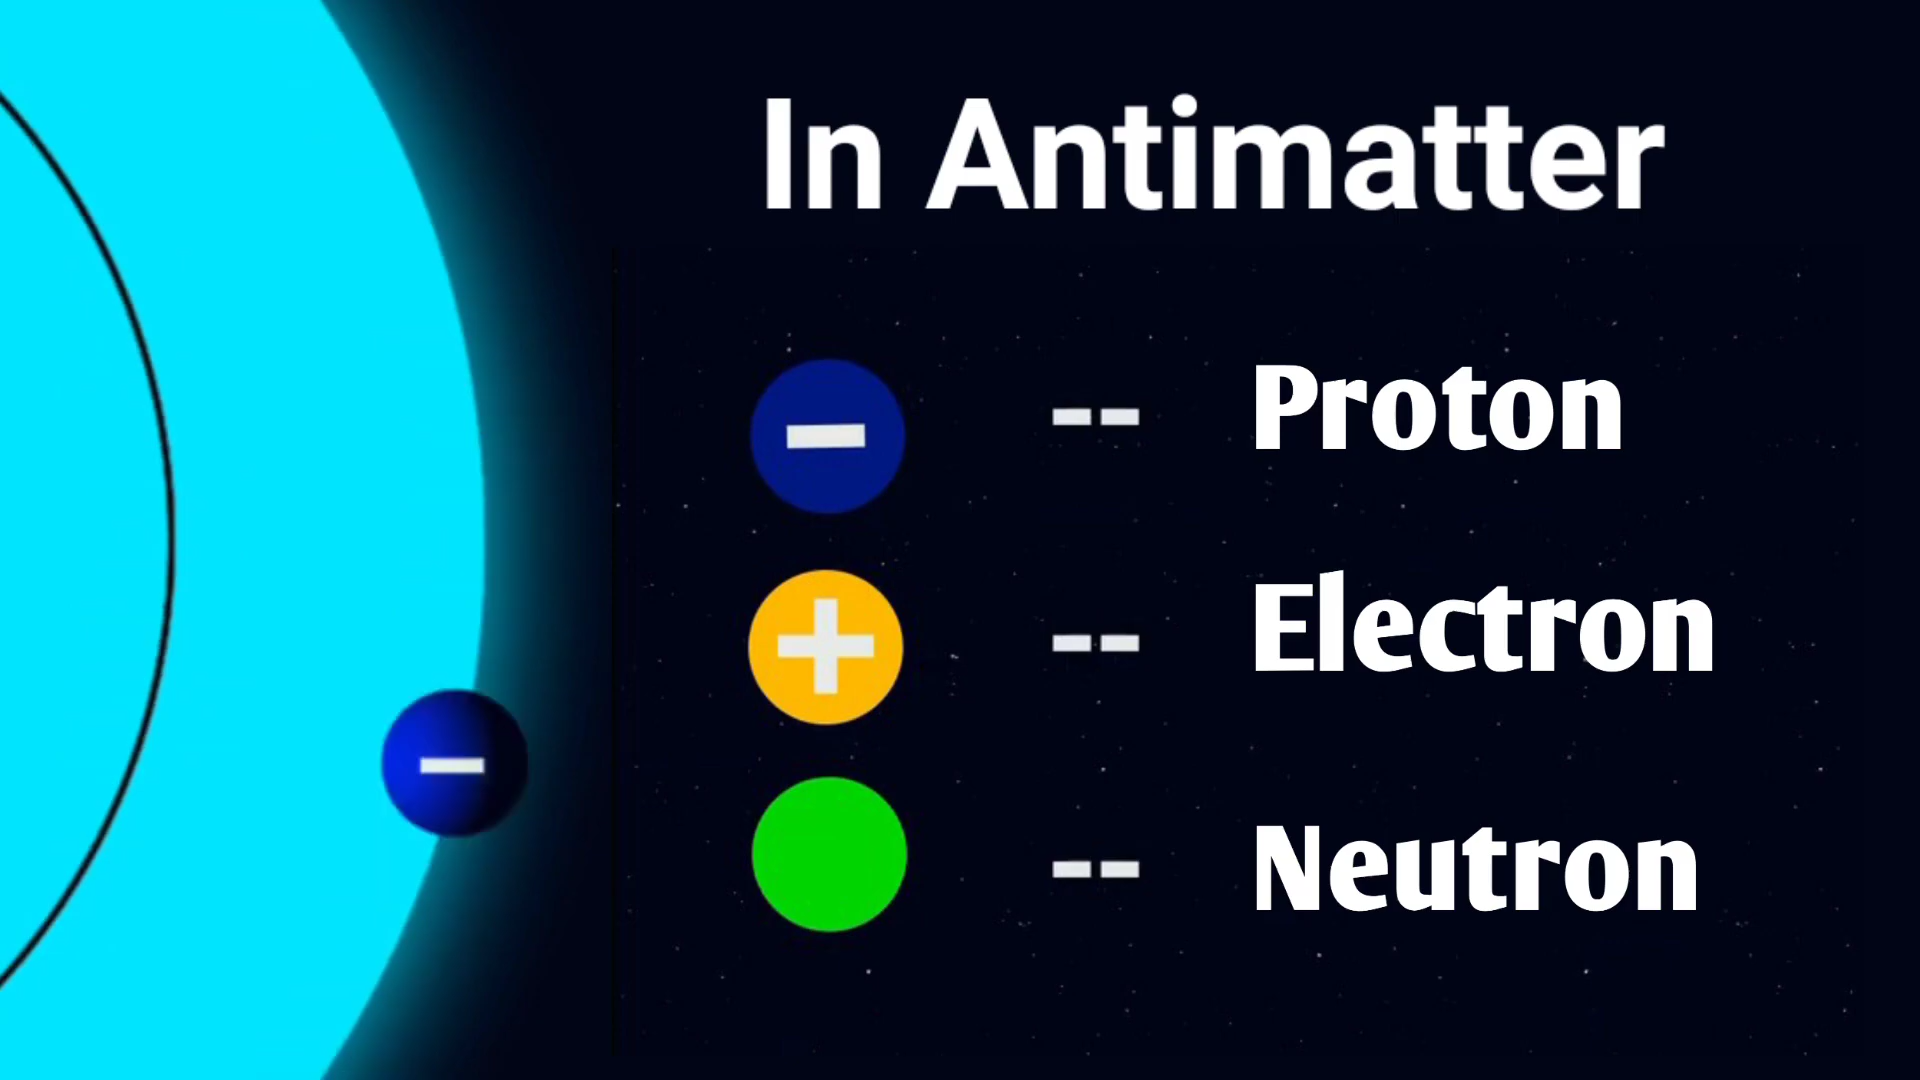 In Antimatter
− -- Proton
+ -- Electron
-- Neutron
−